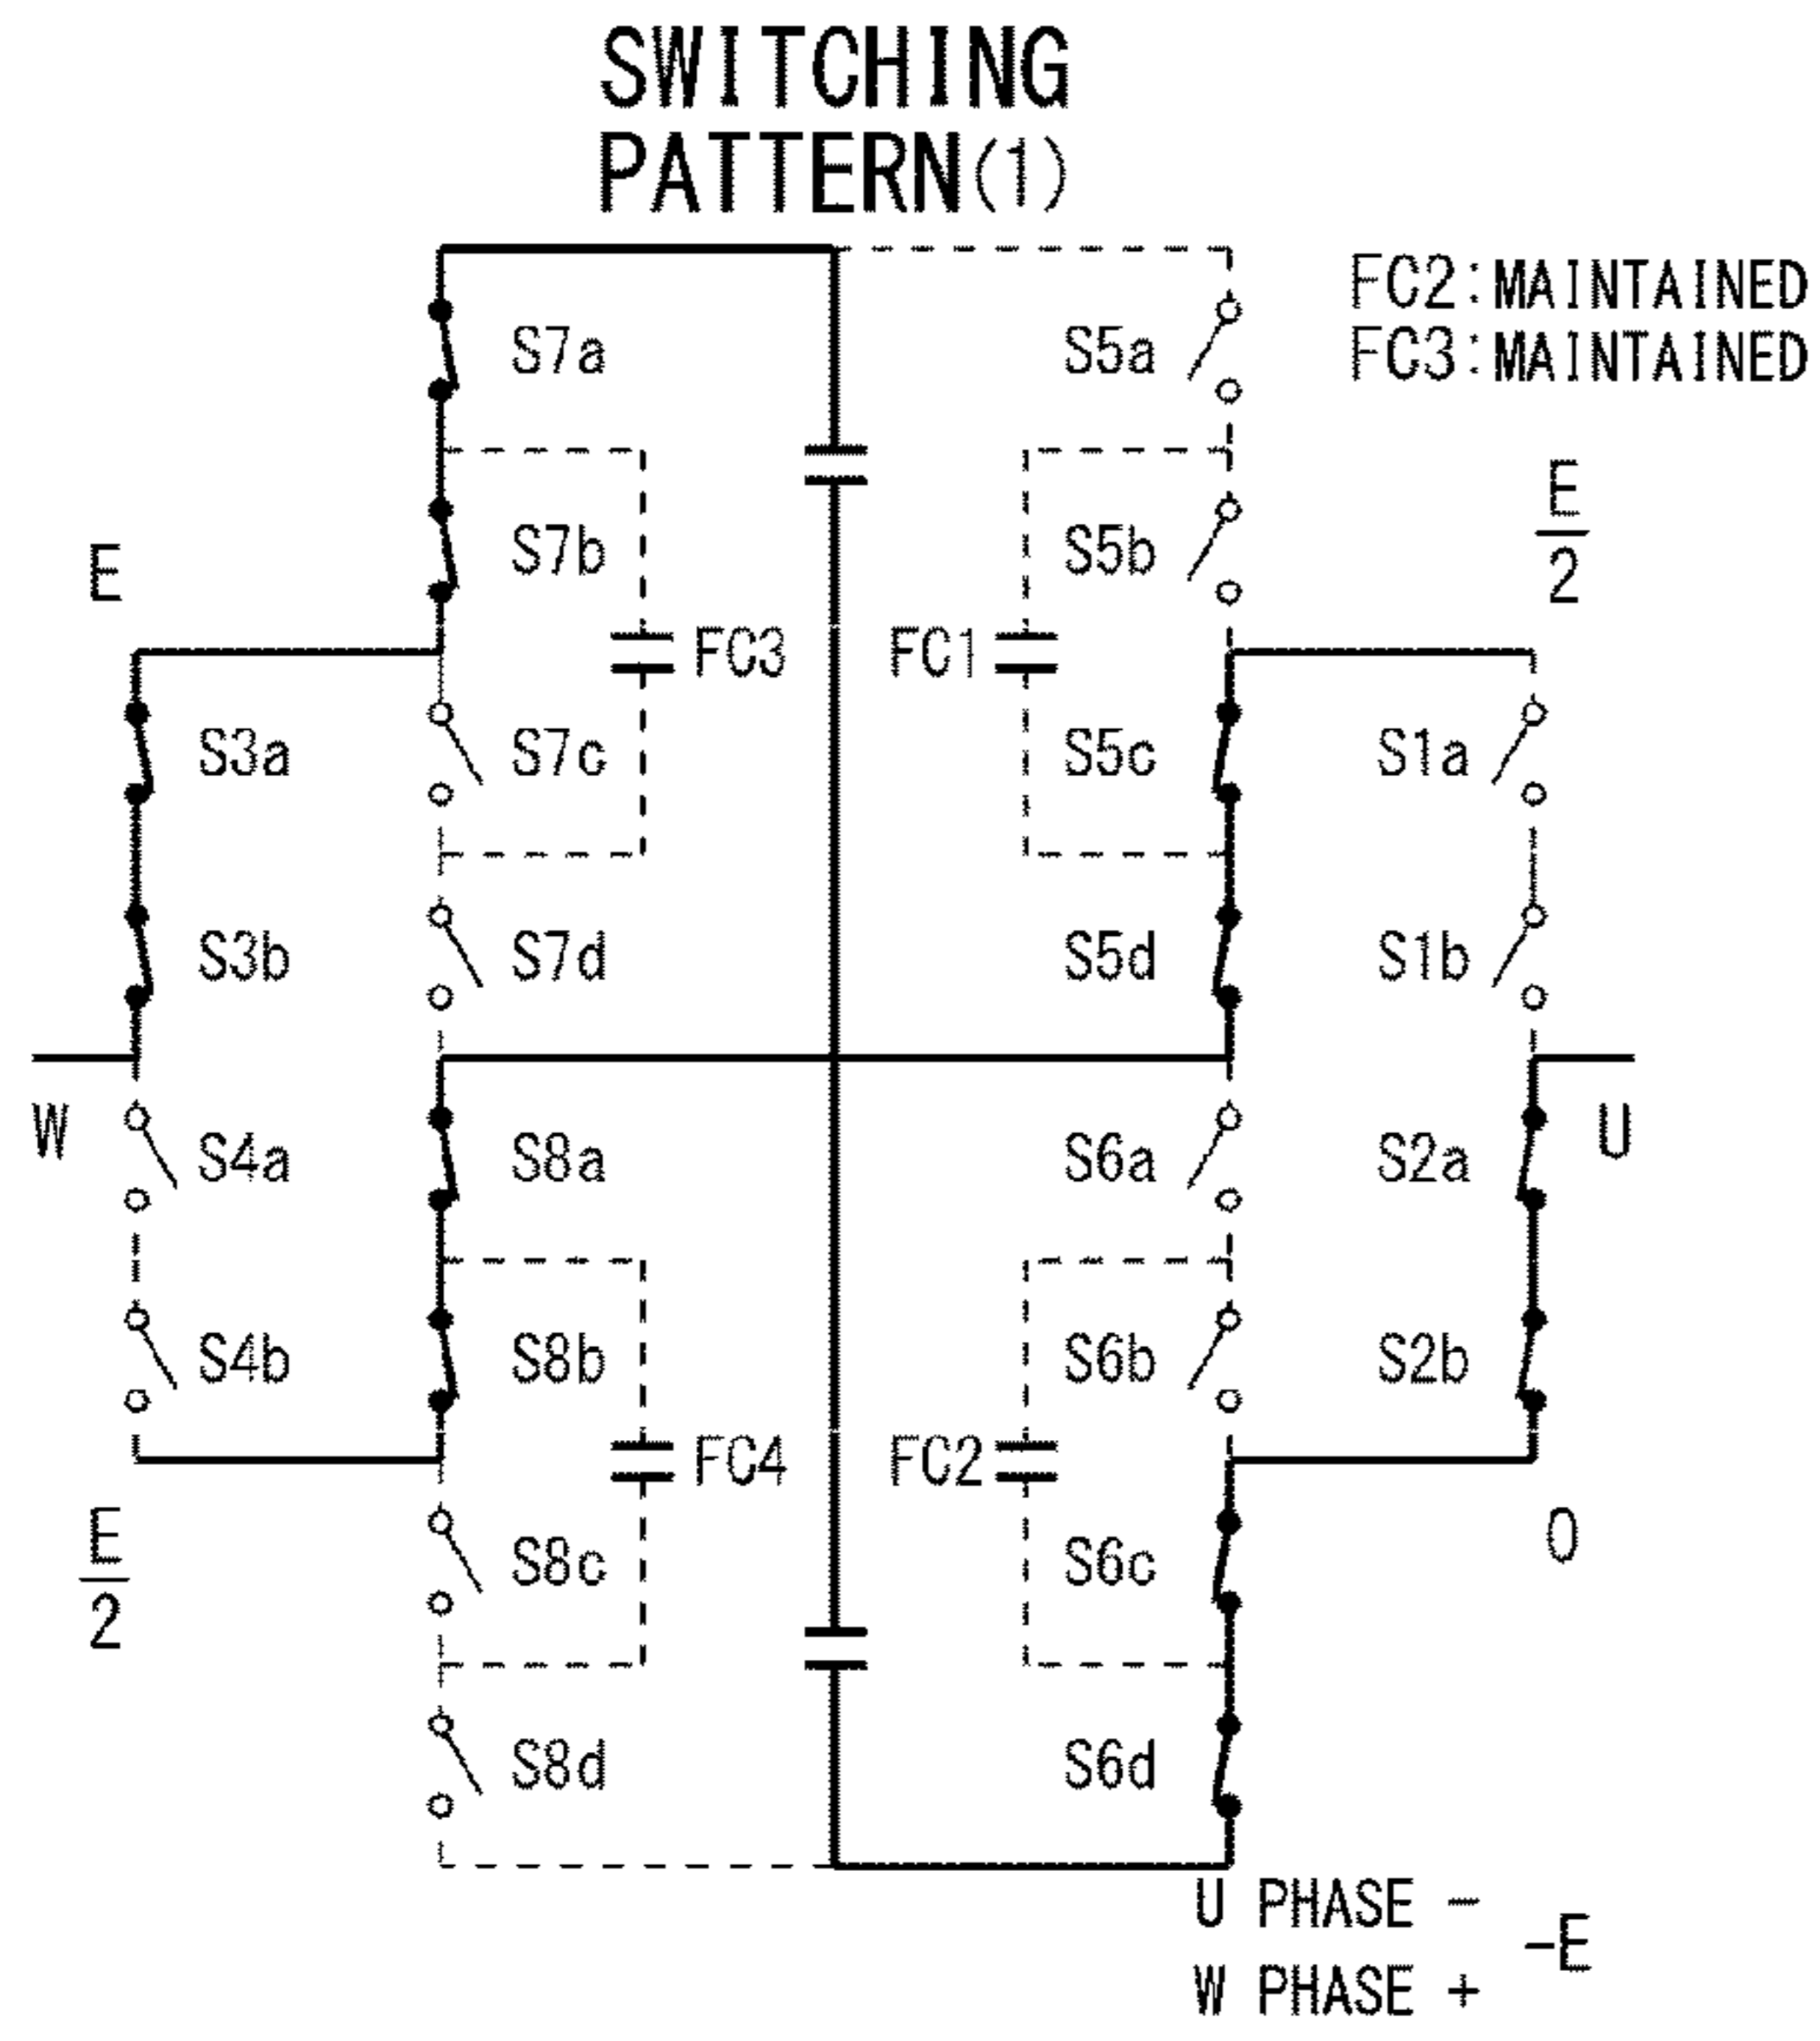 SWITCHING
PATTERN(1)
FC2:MAINTAINED
FC3:MAINTAINED
S7a
S5a
E
S7b
S5b
E/2
FC3
FC1
S3a
S7c
S5c
S1a
S3b
S7d
S5d
S1b
W
S4a
S8a
S6a
S2a
U
S4b
S8b
S6b
S2b
FC4
FC2
E/2
S8c
S6c
0
S8d
S6d
U PHASE -
-E
W PHASE +